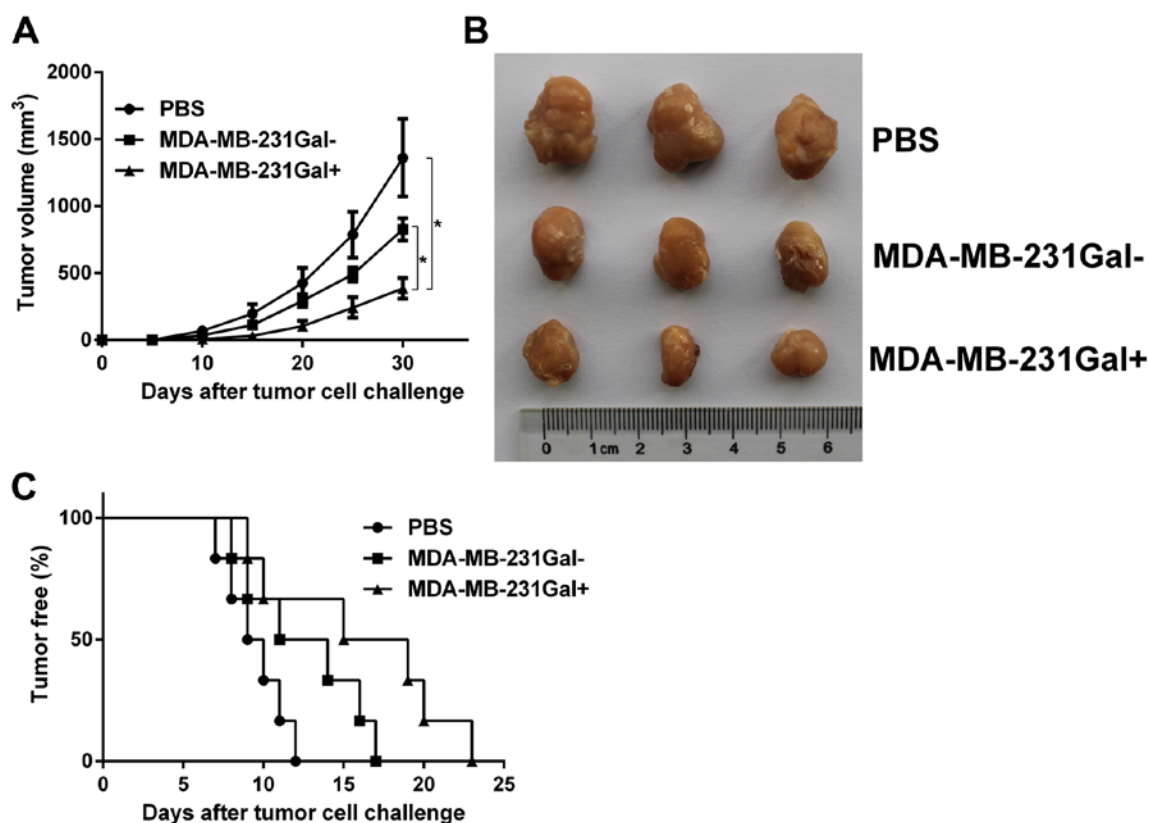 A
Tumor volume (mm³)
2000
1500
1000
500
0
PBS
MDA-MB-231Gal-
MDA-MB-231Gal+
*
*
0 10 20 30
Days after tumor cell challenge
B
PBS
MDA-MB-231Gal-
MDA-MB-231Gal+
0 1cm 2 3 4 5 6
C
Tumor free (%)
100
50
0
PBS
MDA-MB-231Gal-
MDA-MB-231Gal+
0 5 10 15 20 25
Days after tumor cell challenge